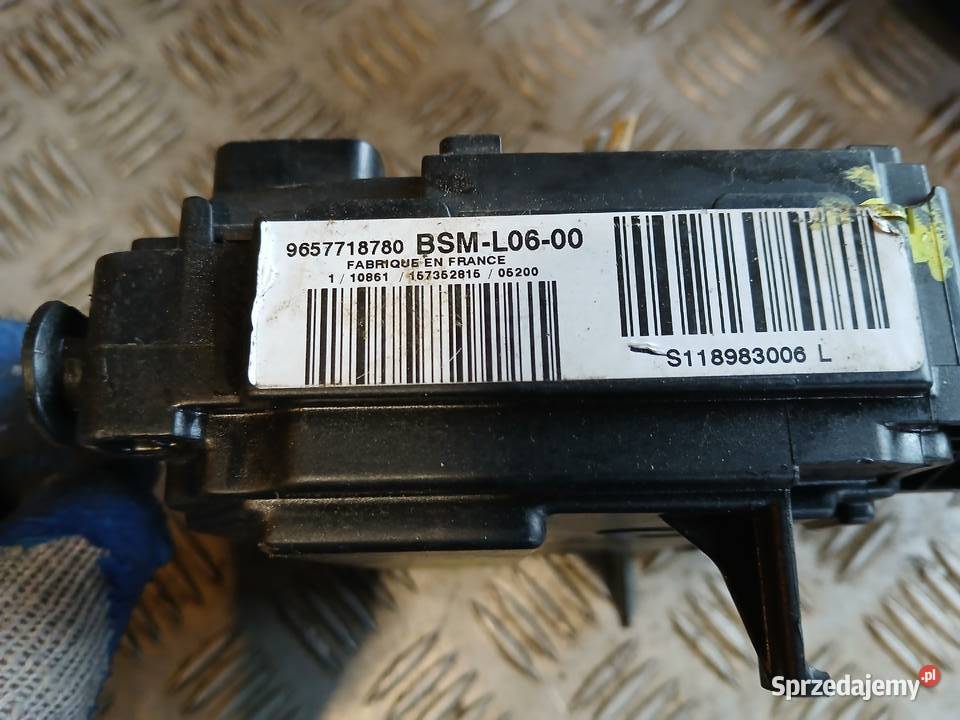 9657718780 BSM-L06-00
FABRIQUE EN FRANCE
1 / 10861 / 157352815 / 05200
S118983006 L
Sprzedajemy.pl